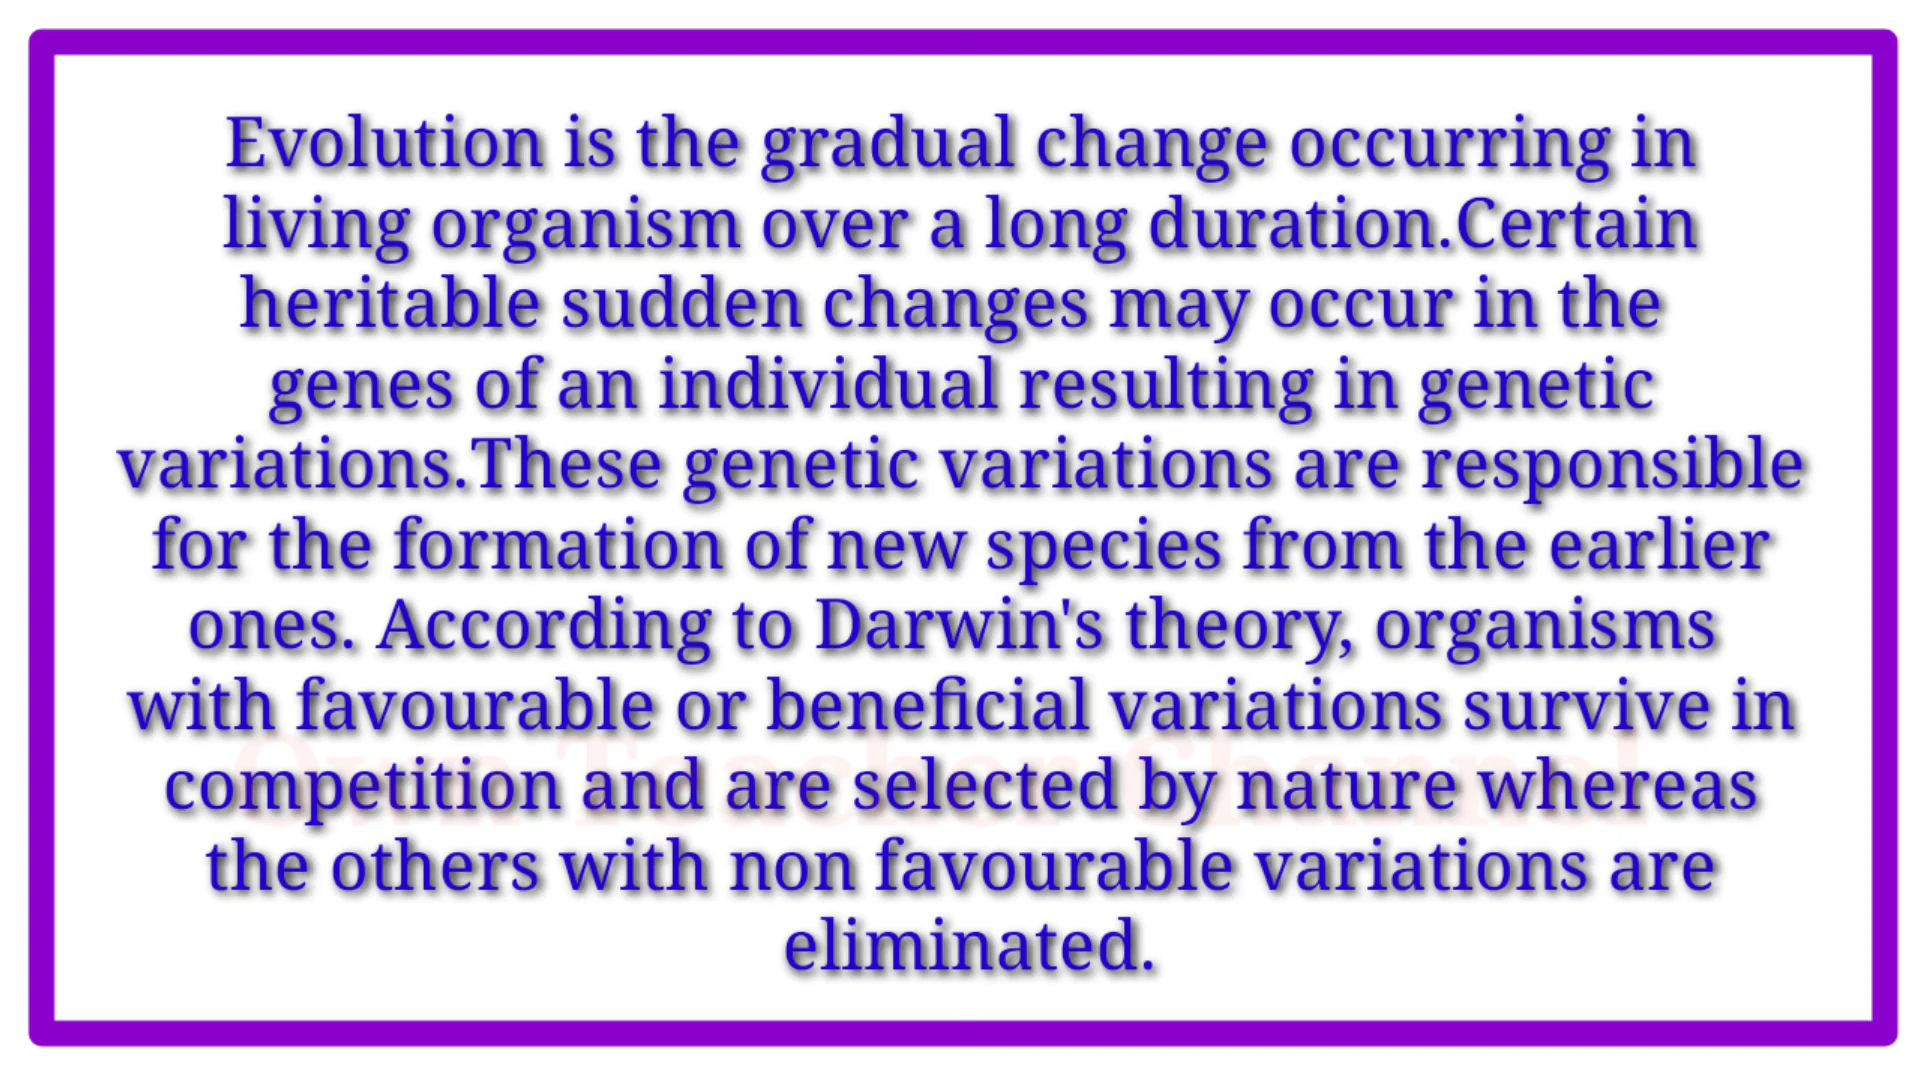 Evolution is the gradual change occurring in
living organism over a long duration.Certain
heritable sudden changes may occur in the
genes of an individual resulting in genetic
variations.These genetic variations are responsible
for the formation of new species from the earlier
ones. According to Darwin's theory, organisms
with favourable or beneficial variations survive in
Own Teacher Channel
competition and are selected by nature whereas
the others with non favourable variations are
eliminated.